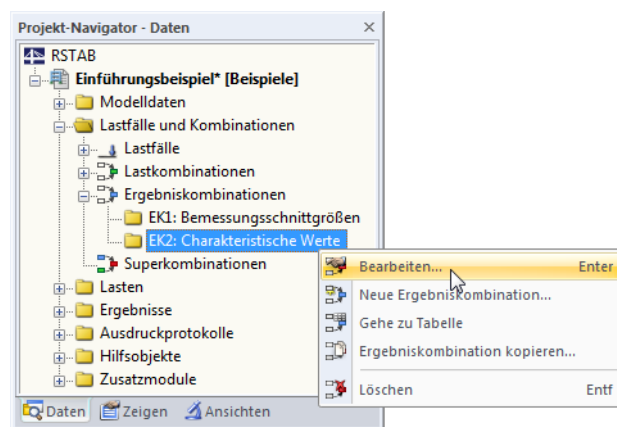 Projekt-Navigator - Daten
RSTAB
Einführungsbeispiel* [Beispiele]
Modelldaten
Lastfälle und Kombinationen
Lastfälle
Lastkombinationen
Ergebniskombinationen
EK1: Bemessungsschnittgrößen
EK2: Charakteristische Werte
Superkombinationen
Lasten
Ergebnisse
Ausdruckprotokolle
Hilfsobjekte
Zusatzmodule
Daten Zeigen Ansichten
Bearbeiten... Enter
Neue Ergebniskombination...
Gehe zu Tabelle
Ergebniskombination kopieren...
Löschen Entf